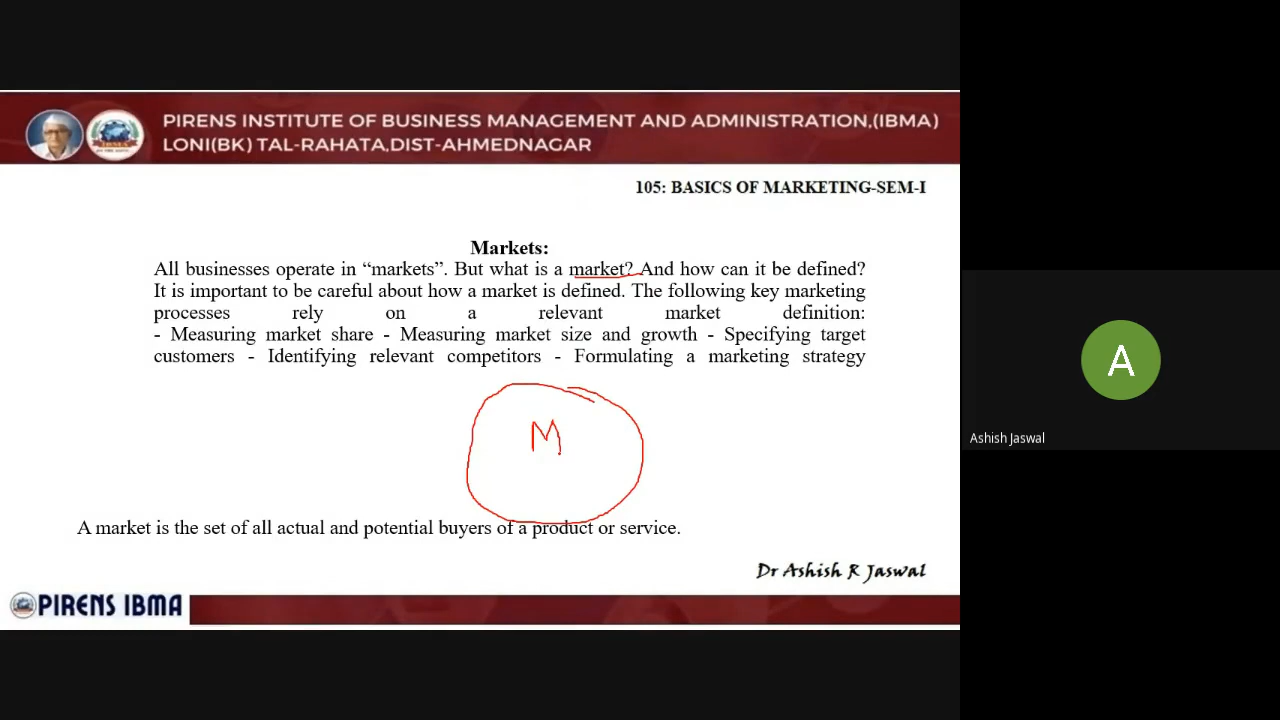 PIRENS INSTITUTE OF BUSINESS MANAGEMENT AND ADMINISTRATION,(IBMA)
LONI(BK) TAL-RAHATA,DIST-AHMEDNAGAR
105: BASICS OF MARKETING-SEM-I
Markets:
All businesses operate in “markets”. But what is a market? And how can it be defined?
It is important to be careful about how a market is defined. The following key marketing
processes rely on a relevant market definition:
- Measuring market share - Measuring market size and growth - Specifying target
customers - Identifying relevant competitors - Formulating a marketing strategy
M
A market is the set of all actual and potential buyers of a product or service.
Dr Ashish R Jaswal
PIRENS IBMA
A
Ashish Jaswal